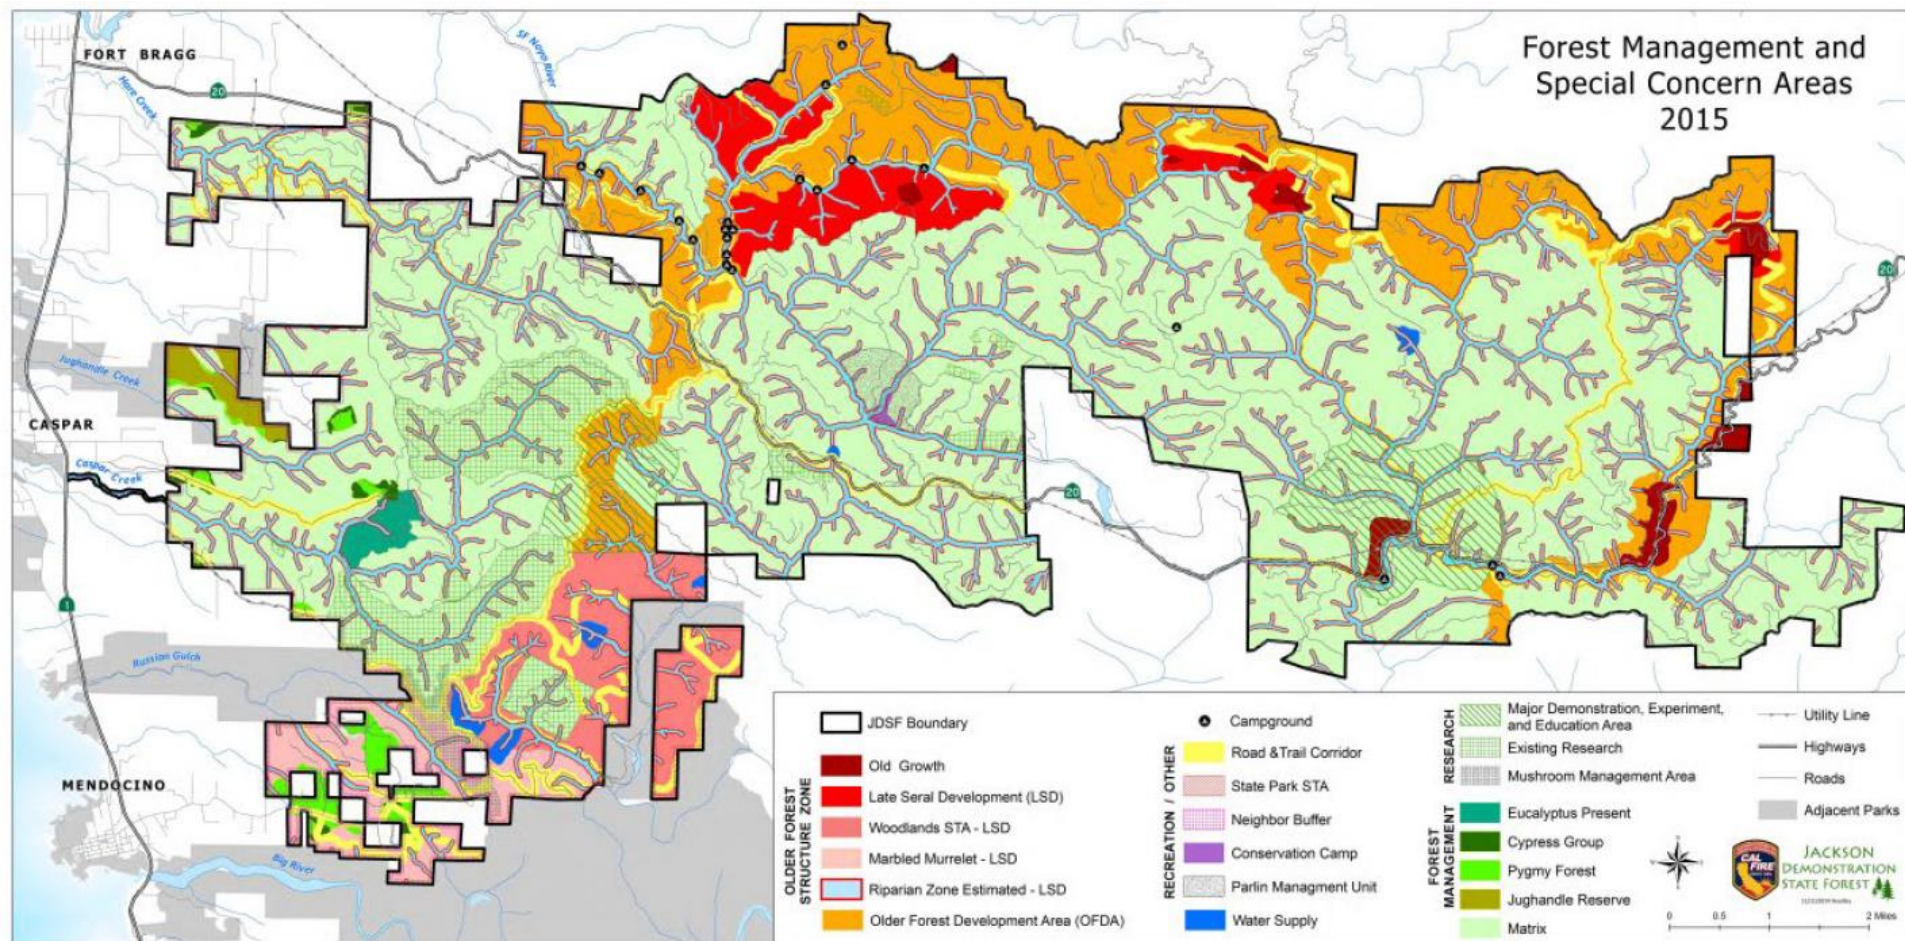 Forest Management and
Special Concern Areas
2015
FORT BRAGG
20
Hare Creek
SF Noyo River
20
Jughandle Creek
CASPAR
Caspar Creek
20
1
Russian Gulch
MENDOCINO
Big River
JDSF Boundary
OLDER FOREST
STRUCTURE ZONE
Old Growth
Late Seral Development (LSD)
Woodlands STA - LSD
Marbled Murrelet - LSD
Riparian Zone Estimated - LSD
Older Forest Development Area (OFDA)
RECREATION / OTHER
Campground
Road &Trail Corridor
State Park STA
Neighbor Buffer
Conservation Camp
Parlin Managment Unit
Water Supply
RESEARCH
Major Demonstration, Experiment,
and Education Area
Existing Research
Mushroom Management Area
FOREST
MANAGEMENT
Eucalyptus Present
Cypress Group
Pygmy Forest
Jughandle Reserve
Matrix
Utility Line
Highways
Roads
Adjacent Parks
CAL
FIRE
JACKSON
DEMONSTRATION
STATE FOREST
0 0.5 1 2 Miles